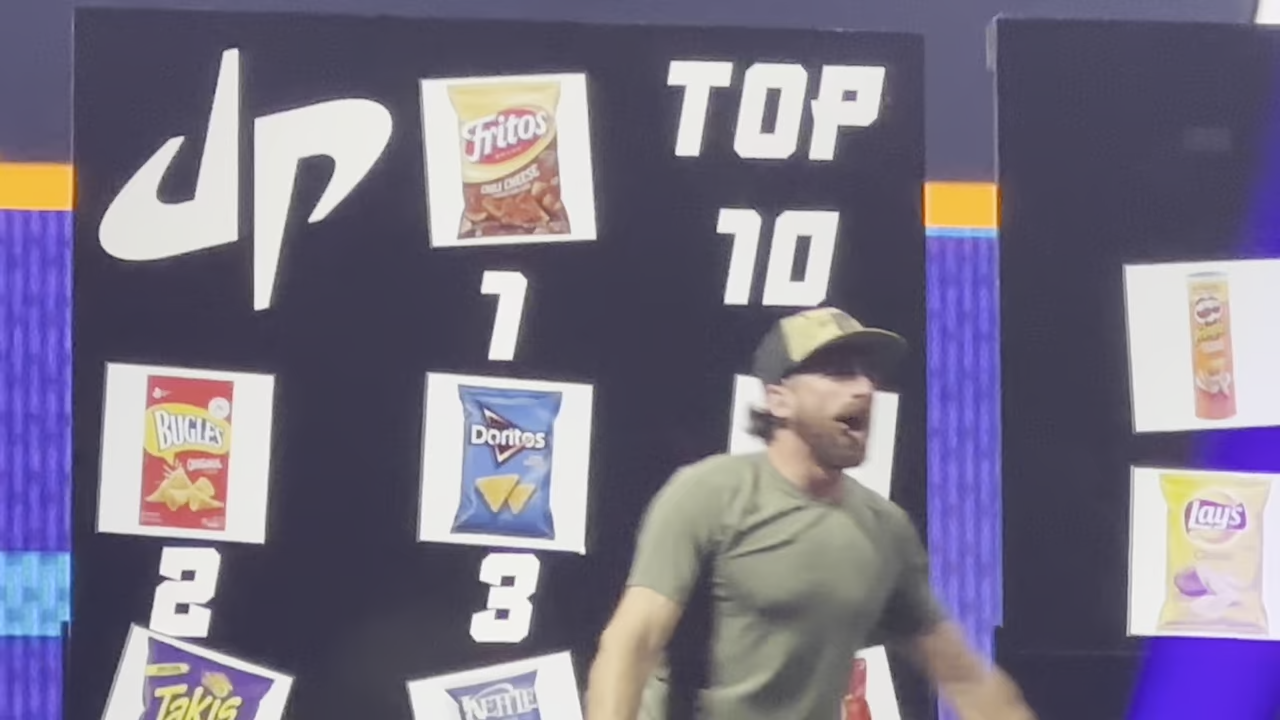 dp
TOP
10
Fritos
CHILI CHEESE
1
BUGLES
ORIGINAL
2
Doritos
3
Takis
KETTLE
Lay's